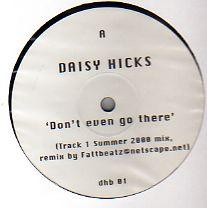 A
DAISY HICKS
'Don't even go there'
(Track 1 Summer 2000 mix,
remix by Fattbeatz@netscape.net)
dhb 01